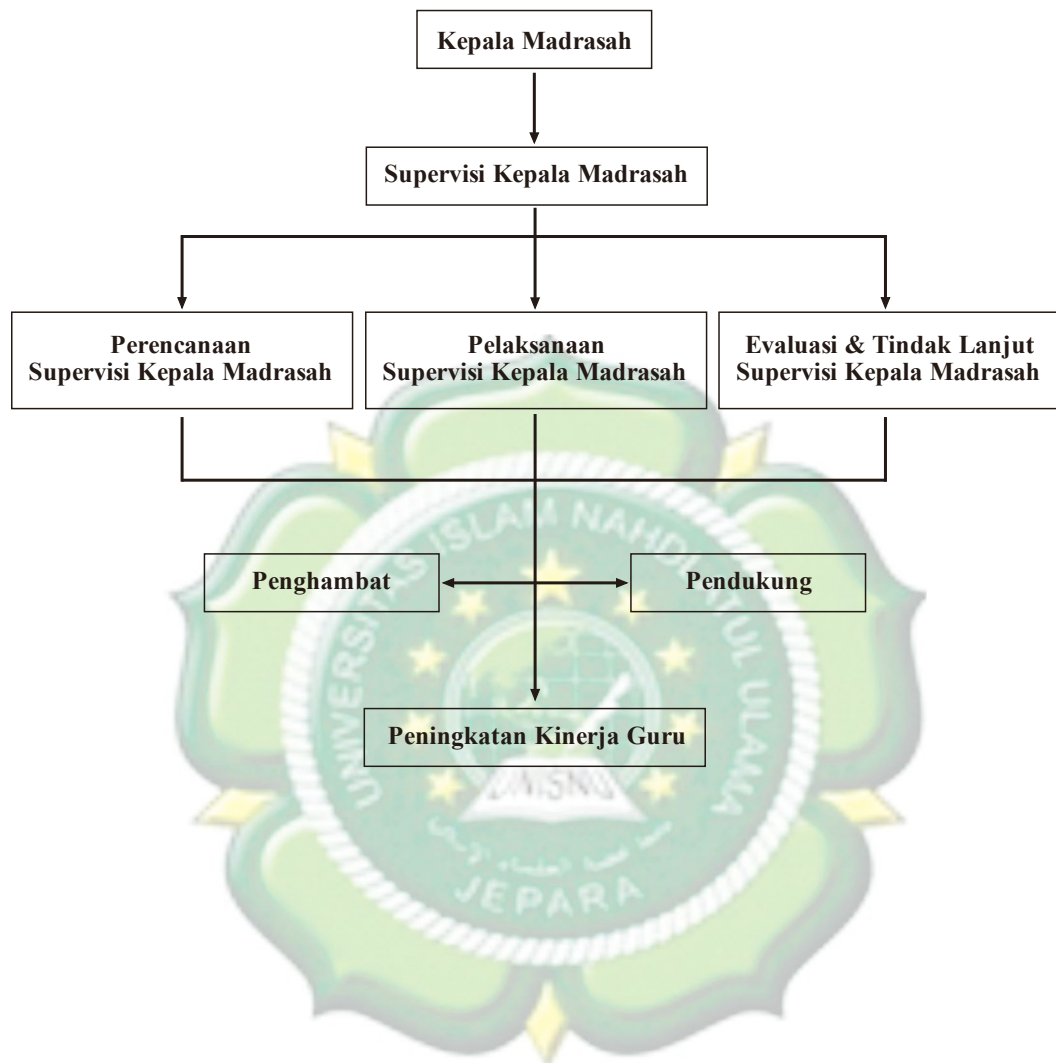 Kepala Madrasah
Supervisi Kepala Madrasah
Perencanaan
Supervisi Kepala Madrasah
Pelaksanaan
Supervisi Kepala Madrasah
Evaluasi & Tindak Lanjut
Supervisi Kepala Madrasah
Penghambat
Pendukung
Peningkatan Kinerja Guru
UNIVERSITAS ISLAM NAHDLATUL ULAMA
UNISNU
JEPARA